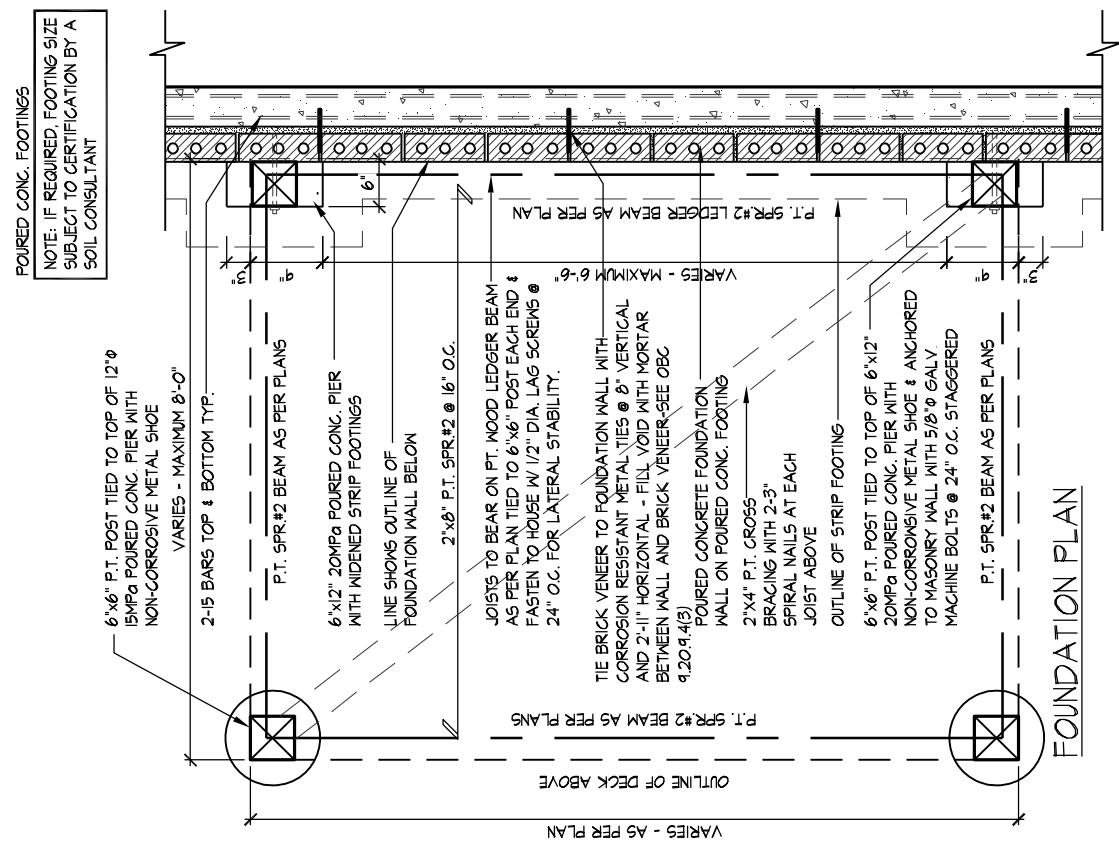 POURED CONC. FOOTINGS
NOTE: IF REQUIRED, FOOTING SIZE
SUBJECT TO CERTIFICATION BY A
SOIL CONSULTANT
6"x6" P.T. POST TIED TO TOP OF 12"Φ
15MPa POURED CONC. PIER WITH
NON-CORROSIVE METAL SHOE
VARIES - MAXIMUM 8'-0"
2-15 BARS TOP & BOTTOM TYP.
3"
9"
VARIES - MAXIMUM 6'-6"
9"
3"
6"
P.T. SPR.#2 LEDGER BEAM AS PER PLAN
P.T. SPR.#2 BEAM AS PER PLANS
6"x12" 20MPa POURED CONC. PIER
WITH WIDENED STRIP FOOTINGS
LINE SHOWS OUTLINE OF
FOUNDATION WALL BELOW
2"x8" P.T. SPR.#2 @ 16" O.C.
JOISTS TO BEAR ON PT. WOOD LEDGER BEAM
AS PER PLAN TIED TO 6"x6" POST EACH END &
FASTEN TO HOUSE W/ 1/2" DIA. LAG SCREWS @
24" O.C. FOR LATERAL STABILITY.
TIE BRICK VENEER TO FOUNDATION WALL WITH
CORROSION RESISTANT METAL TIES @ 8" VERTICAL
AND 2'-11" HORIZONTAL - FILL VOID WITH MORTAR
BETWEEN WALL AND BRICK VENEER-SEE OBC
9.20.9.4(3)
POURED CONCRETE FOUNDATION
WALL ON POURED CONC. FOOTING
2"x4" P.T. CROSS
BRACING WITH 2-3"
SPIRAL NAILS AT EACH
JOIST ABOVE
OUTLINE OF STRIP FOOTING
6"x6" P.T. POST TIED TO TOP OF 6"x12"
20MPa POURED CONC. PIER WITH
NON-CORROWSIVE METAL SHOE & ANCHORED
TO MASONRY WALL WITH 5/8"Φ GALV.
MACHINE BOLTS @ 24" O.C. STAGGERED
P.T. SPR.#2 BEAM AS PER PLANS
P.T. SPR.#2 BEAM AS PER PLANS
OUTLINE OF DECK ABOVE
VARIES - AS PER PLAN
FOUNDATION PLAN